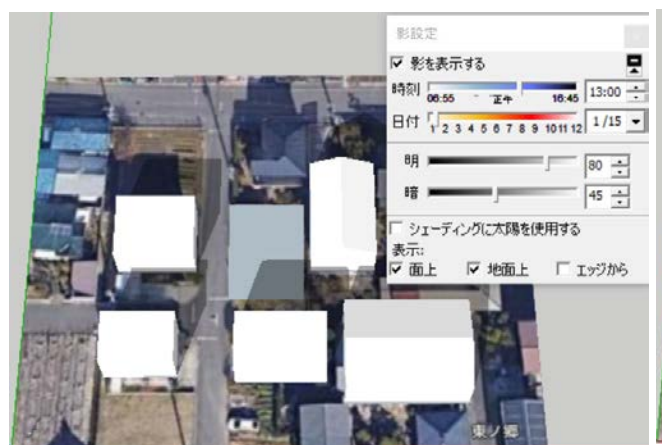 影設定
影を表示する
時刻 06:55 正午 16:45 13:00
日付 1 2 3 4 5 6 7 8 9 10 11 12 1/15
明 80
暗 45
シェーディングに太陽を使用する
表示:
面上 地面上 エッジから
東ノ郷